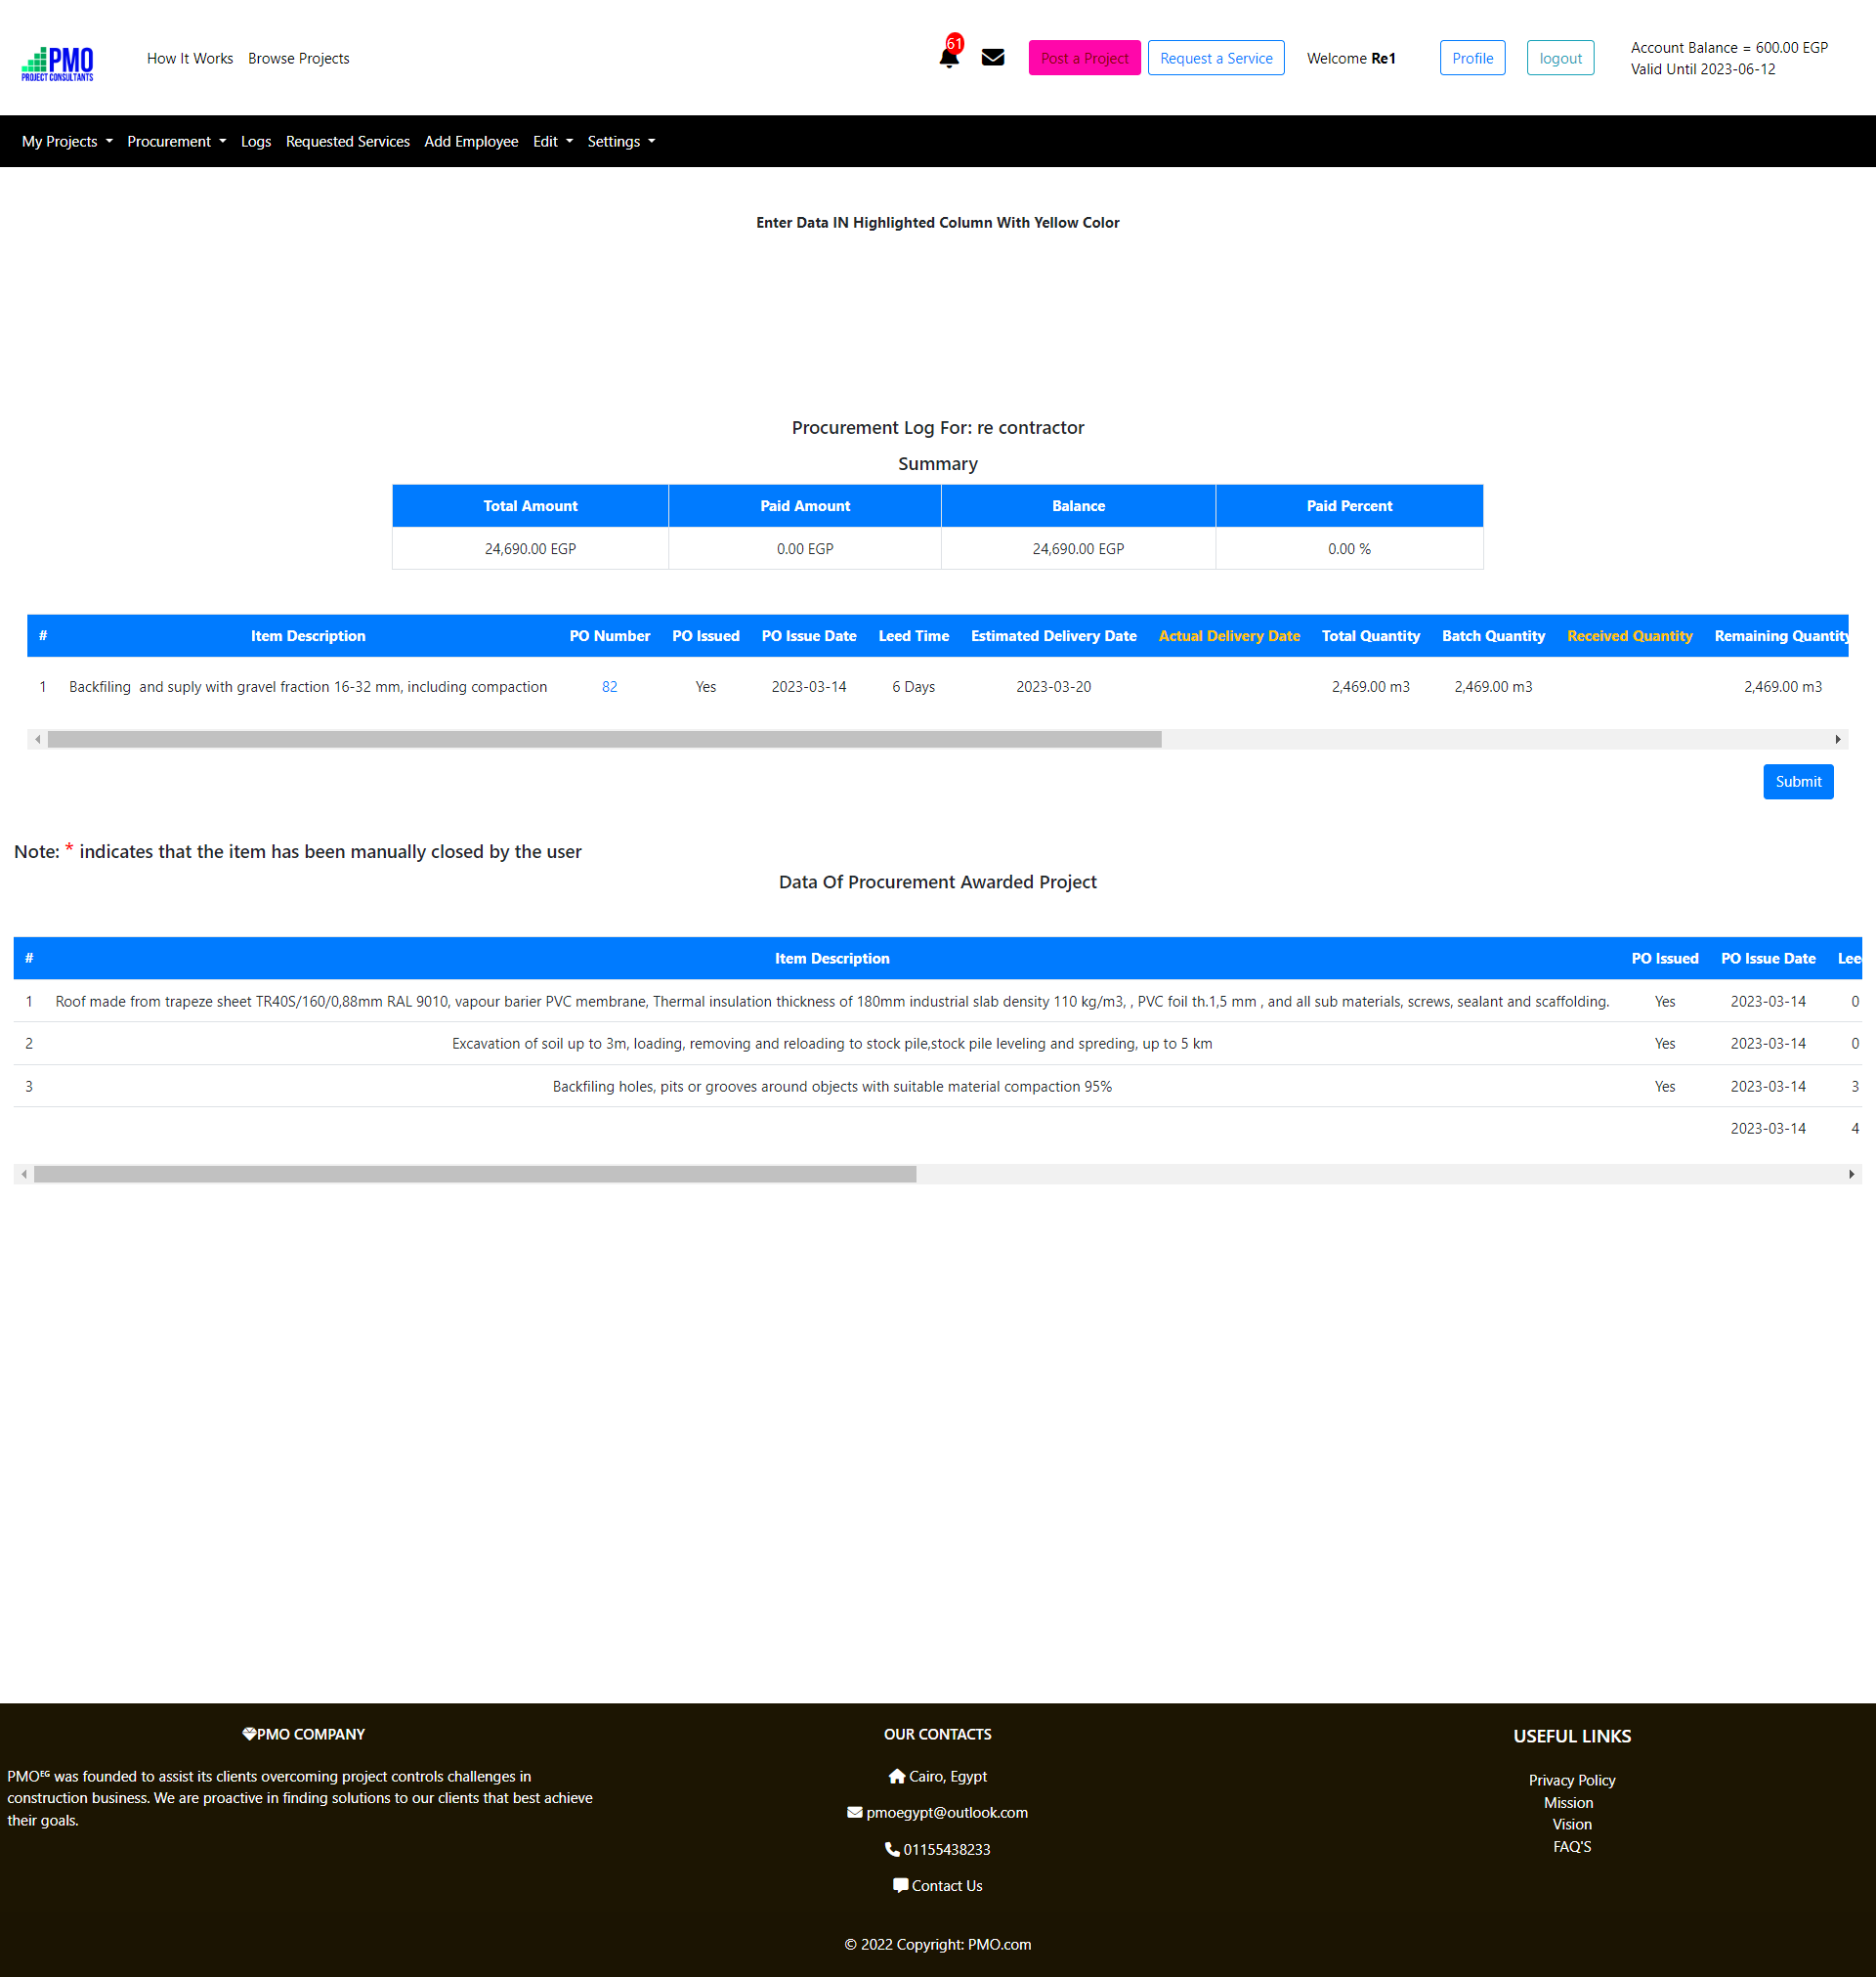 PMO
PROJECT CONSULTANTS
How It Works Browse Projects
61
Post a Project Request a Service Welcome Re1 Profile logout
Account Balance = 600.00 EGP
Valid Until 2023-06-12
My Projects Procurement Logs Requested Services Add Employee Edit Settings
Enter Data IN Highlighted Column With Yellow Color
Procurement Log For: re contractor
Summary
Total Amount Paid Amount Balance Paid Percent
24,690.00 EGP 0.00 EGP 24,690.00 EGP 0.00 %
# Item Description PO Number PO Issued PO Issue Date Leed Time Estimated Delivery Date Actual Delivery Date Total Quantity Batch Quantity Received Quantity Remaining Quantity
1 Backfiling and suply with gravel fraction 16-32 mm, including compaction 82 Yes 2023-03-14 6 Days 2023-03-20 2,469.00 m3 2,469.00 m3 2,469.00 m3
Submit
Note: * indicates that the item has been manually closed by the user
Data Of Procurement Awarded Project
# Item Description PO Issued PO Issue Date Lee
1 Roof made from trapeze sheet TR40S/160/0,88mm RAL 9010, vapour barier PVC membrane, Thermal insulation thickness of 180mm industrial slab density 110 kg/m3, , PVC foil th.1,5 mm , and all sub materials, screws, sealant and scaffolding. Yes 2023-03-14 0
2 Excavation of soil up to 3m, loading, removing and reloading to stock pile,stock pile leveling and spreding, up to 5 km Yes 2023-03-14 0
3 Backfiling holes, pits or grooves around objects with suitable material compaction 95% Yes 2023-03-14 3
2023-03-14 4
PMO COMPANY
PMOᴱᴳ was founded to assist its clients overcoming project controls challenges in
construction business. We are proactive in finding solutions to our clients that best achieve
their goals.
OUR CONTACTS
Cairo, Egypt
pmoegypt@outlook.com
01155438233
Contact Us
USEFUL LINKS
Privacy Policy
Mission
Vision
FAQ'S
© 2022 Copyright: PMO.com